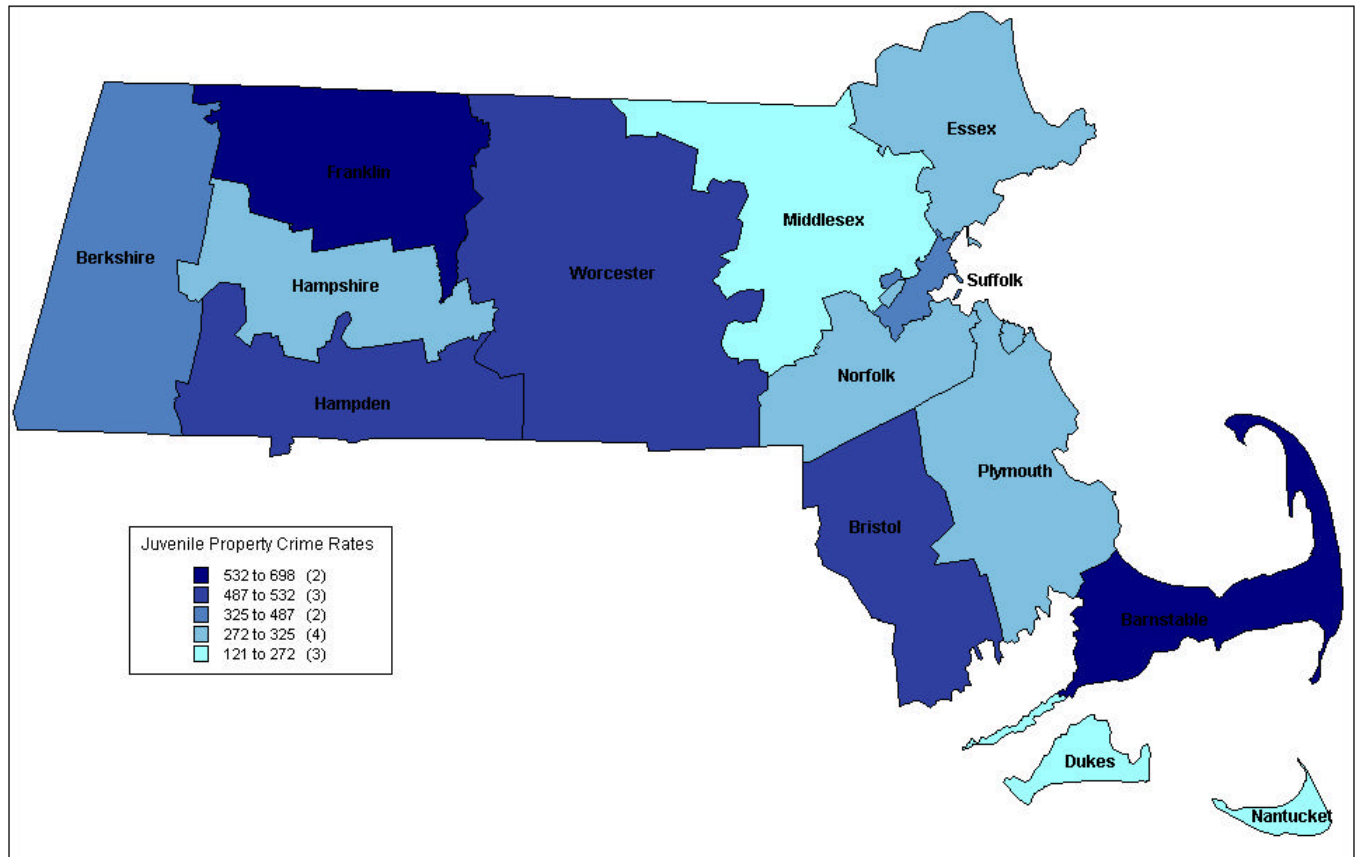 Essex
Franklin
Middlesex
Berkshire
Worcester
Suffolk
Hampshire
Norfolk
Hampden
Plymouth
Bristol
Barnstable
Dukes
Nantucket
Juvenile Property Crime Rates
532 to 698 (2)
487 to 532 (3)
325 to 487 (2)
272 to 325 (4)
121 to 272 (3)